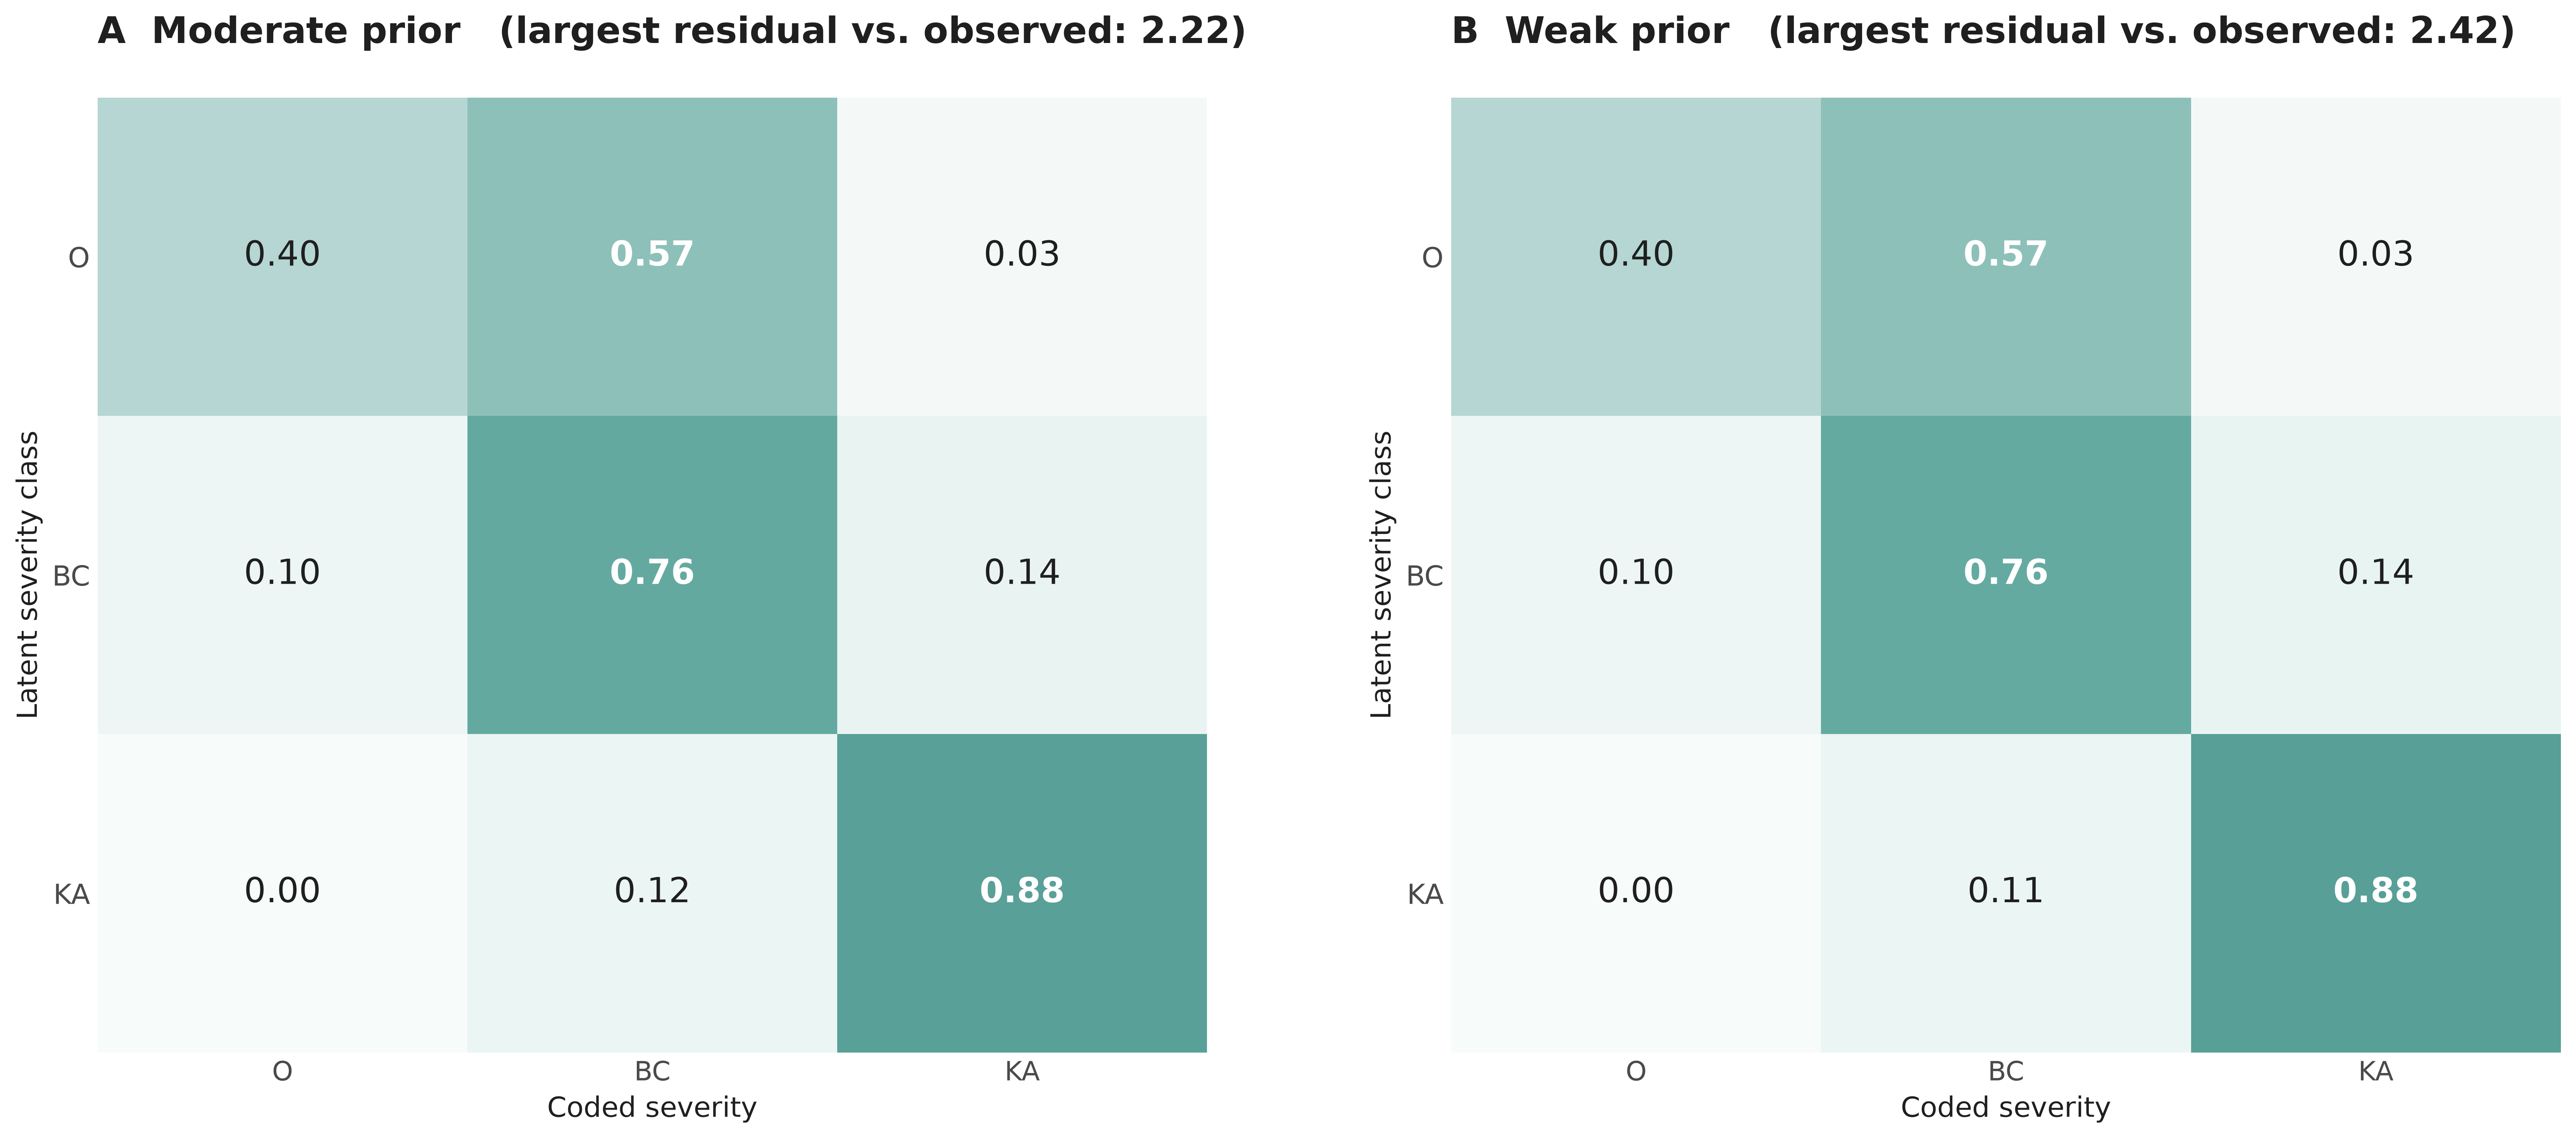 A Moderate prior (largest residual vs. observed: 2.22)
Latent severity class
O 0.40 0.57 0.03
BC 0.10 0.76 0.14
KA 0.00 0.12 0.88
O BC KA
Coded severity
B Weak prior (largest residual vs. observed: 2.42)
Latent severity class
O 0.40 0.57 0.03
BC 0.10 0.76 0.14
KA 0.00 0.11 0.88
O BC KA
Coded severity